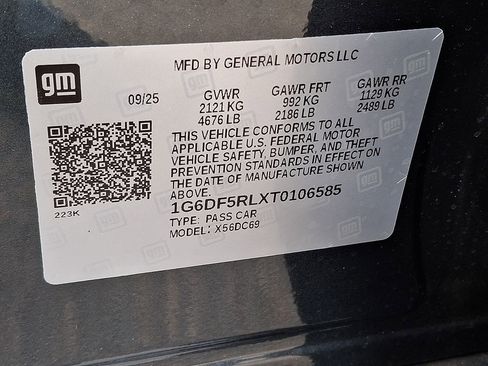 gm
MFD BY GENERAL MOTORS LLC
09/25 GVWR GAWR FRT GAWR RR
2121 KG 992 KG 1129 KG
4676 LB 2186 LB 2489 LB
THIS VEHICLE CONFORMS TO ALL
APPLICABLE U.S. FEDERAL MOTOR
VEHICLE SAFETY, BUMPER, AND THEFT
PREVENTION STANDARDS IN EFFECT ON
THE DATE OF MANUFACTURE SHOWN
ABOVE.
223K
1G6DF5RLXT0106585
TYPE: PASS CAR
MODEL: X56DC69